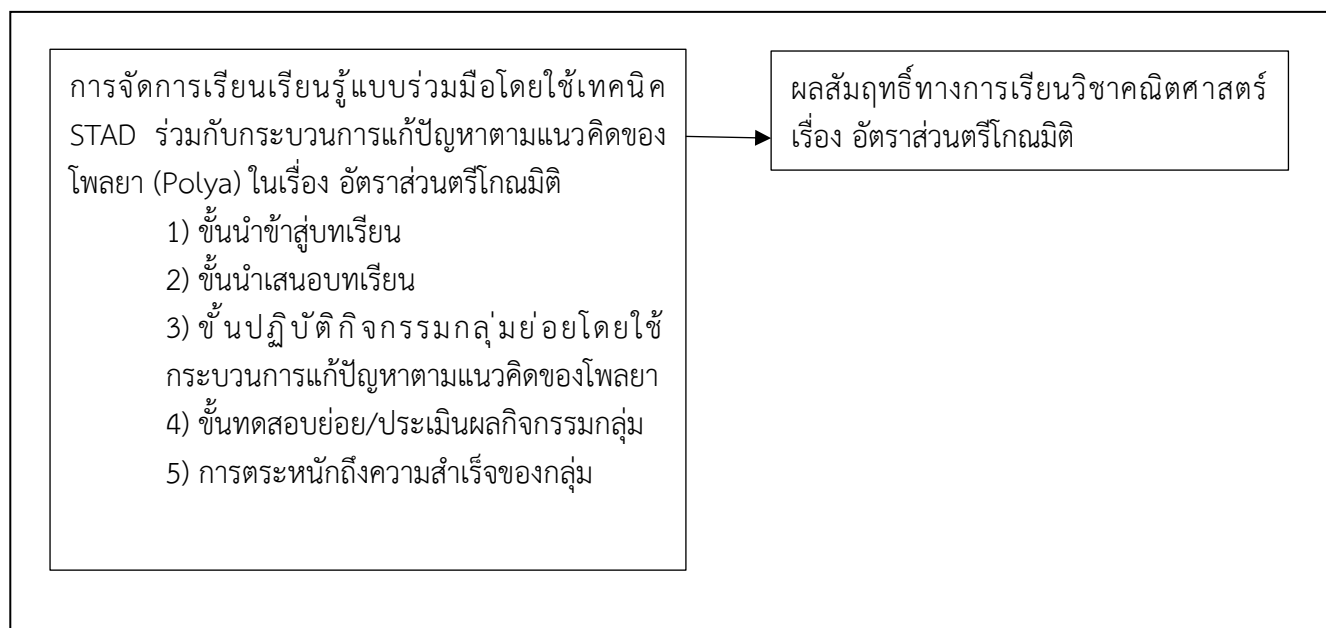 การจัดการเรียนเรียนรู้แบบร่วมมือโดยใช้เทคนิค
STAD ร่วมกับกระบวนการแก้ปัญหาตามแนวคิดของ
โพลยา (Polya) ในเรื่อง อัตราส่วนตรีโกณมิติ
1) ขั้นนำข้าสู่บทเรียน
2) ขั้นนำเสนอบทเรียน
3) ขั้นปฏิบัติกิจกรรมกลุ่มย่อยโดยใช้
กระบวนการแก้ปัญหาตามแนวคิดของโพลยา
4) ขั้นทดสอบย่อย/ประเมินผลกิจกรรมกลุ่ม
5) การตระหนักถึงความสำเร็จของกลุ่ม
ผลสัมฤทธิ์ทางการเรียนวิชาคณิตศาสตร์
เรื่อง อัตราส่วนตรีโกณมิติ